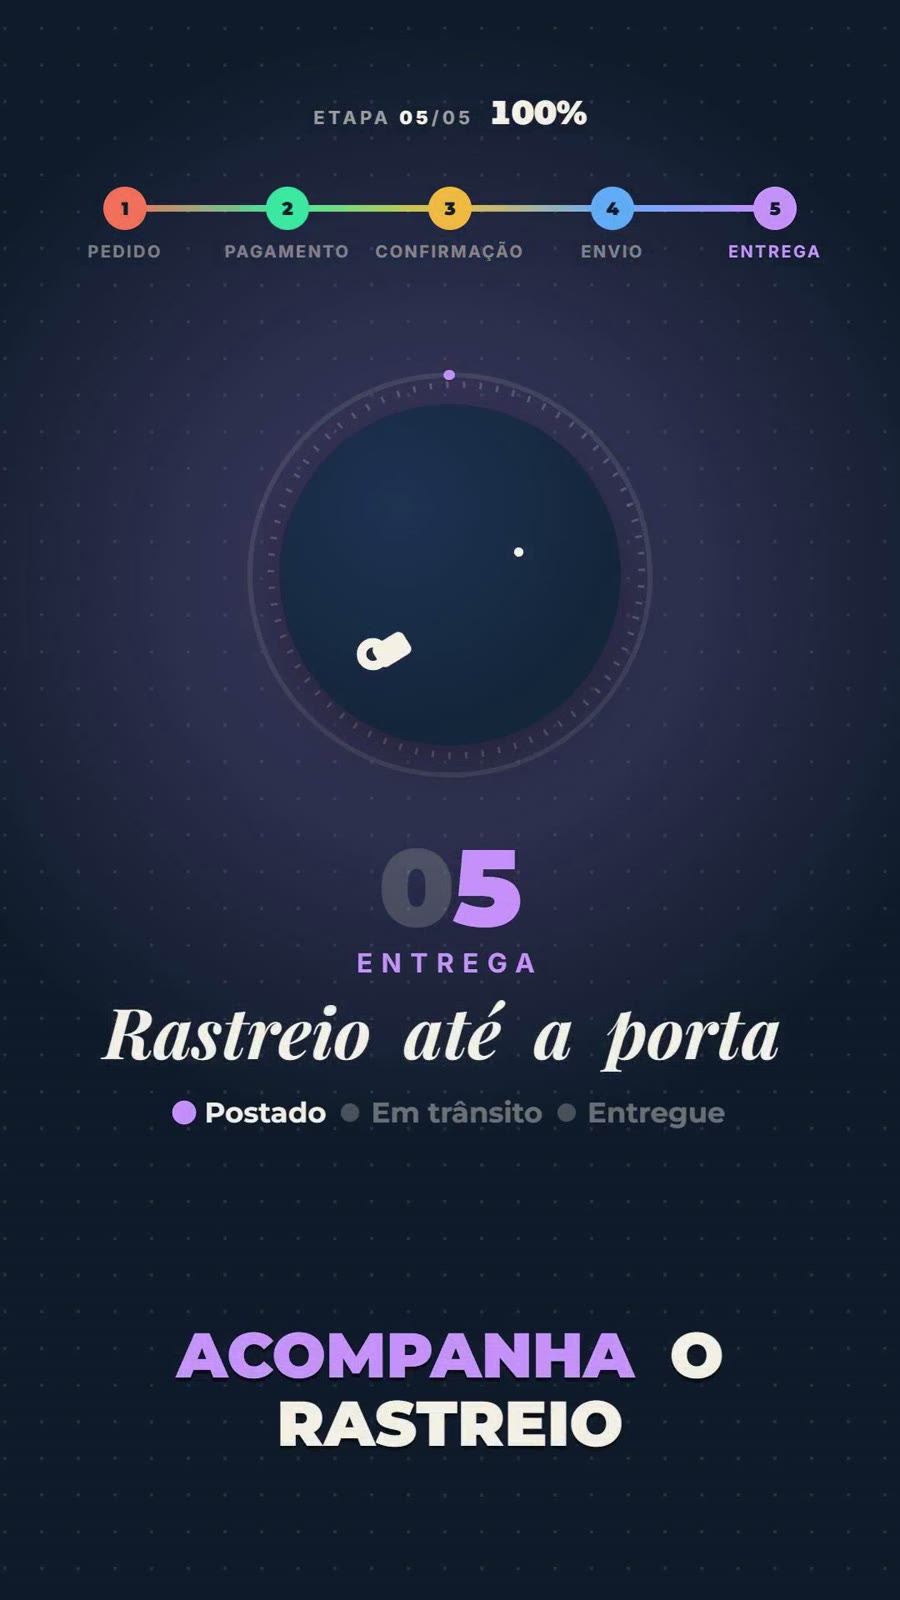 ETAPA 05/05 100%
1 2 3 4 5
PEDIDO PAGAMENTO CONFIRMAÇÃO ENVIO ENTREGA
05
ENTREGA
Rastreio até a porta
Postado Em trânsito Entregue
ACOMPANHA O
RASTREIO